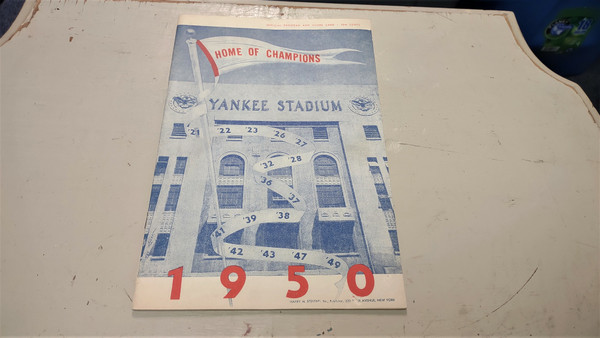 HOME OF CHAMPIONS
YANKEE STADIUM
'21 '22 '23 '26 '27
'32 '28
'36 '37
'39 '38
'41 '42 '43 '47 '49
1950